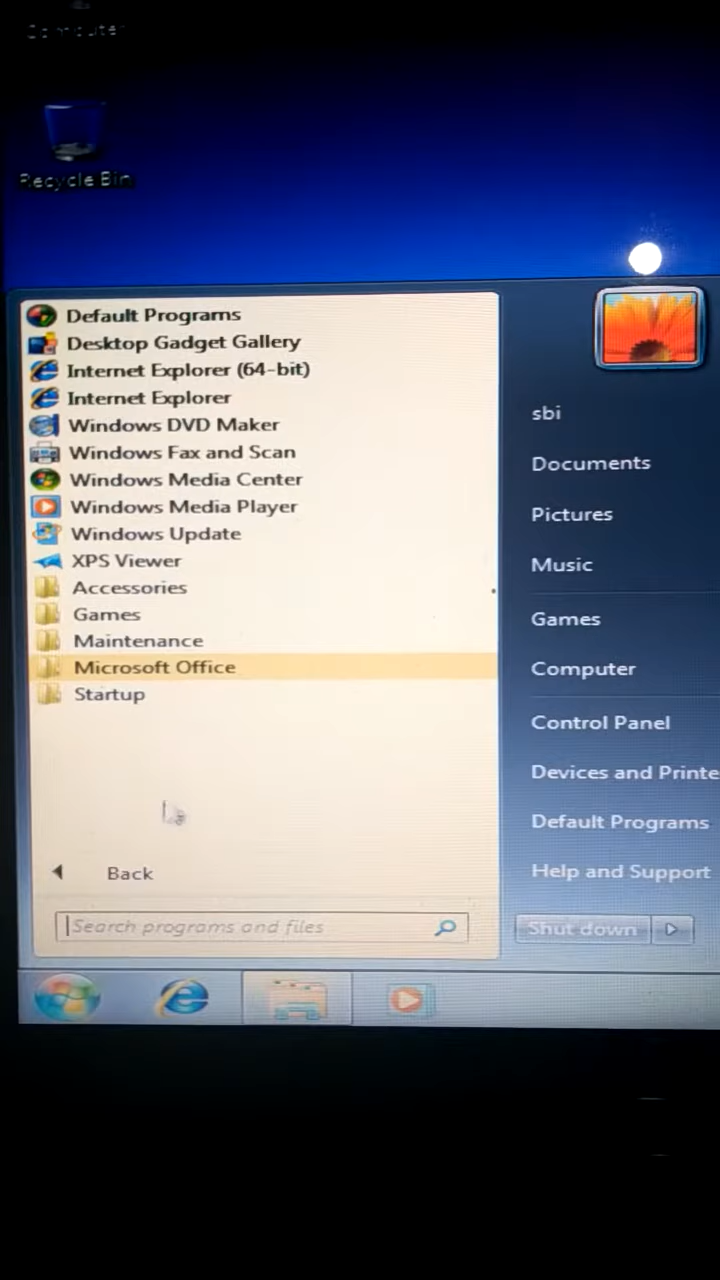 Computer
Recycle Bin
Default Programs
Desktop Gadget Gallery
Internet Explorer (64-bit)
Internet Explorer
Windows DVD Maker
Windows Fax and Scan
Windows Media Center
Windows Media Player
Windows Update
XPS Viewer
Accessories
Games
Maintenance
Microsoft Office
Startup
Back
Search programs and files
sbi
Documents
Pictures
Music
Games
Computer
Control Panel
Devices and Printe
Default Programs
Help and Support
Shut down